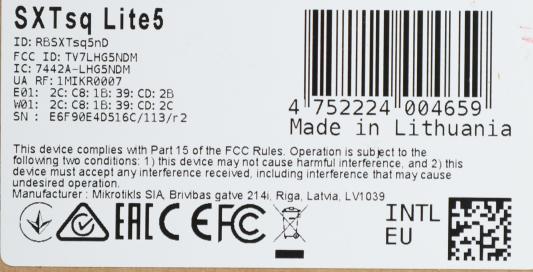 SXTsq Lite5
ID: RBSXTsq5nD
FCC ID: TV7LHG5NDM
IC: 7442A-LHG5NDM
UA RF: 1MIKR0007
E01: 2C: C8: 1B: 39: CD: 2B
W01: 2C: C8: 1B: 39: CD: 2C
SN : E6F90E4D516C/113/r2
4 752224 004659
Made in Lithuania
This device complies with Part 15 of the FCC Rules. Operation is subject to the
following two conditions: 1) this device may not cause harmful interference, and 2) this
device must accept any interference received, including interference that may cause
undesired operation.
Manufacturer : Mikrotikls SIA, Brivibas gatve 214i, Riga, Latvia, LV1039
EAC CE FC
INTL
EU